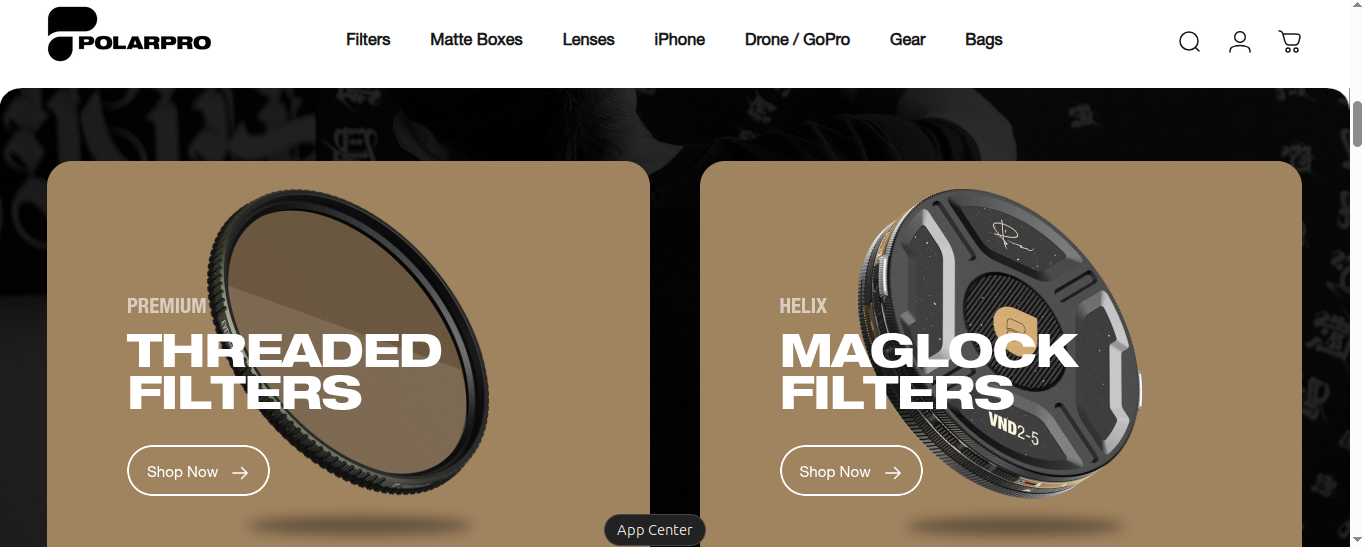 POLARPRO
Filters
Matte Boxes
Lenses
iPhone
Drone / GoPro
Gear
Bags
PREMIUM
THREADED
FILTERS
Shop Now
HELIX
MAGLOCK
FILTERS
VND2-5
Shop Now
App Center